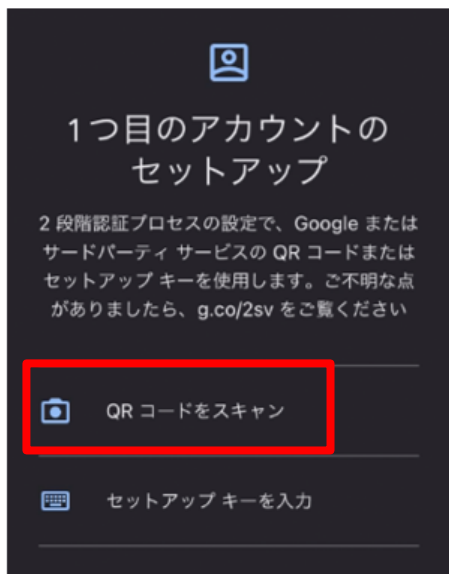 1つ目のアカウントの
セットアップ
2 段階認証プロセスの設定で、Google または
サードパーティ サービスの QR コードまたは
セットアップ キーを使用します。ご不明な点
がありましたら、g.co/2sv をご覧ください
QR コードをスキャン
セットアップ キーを入力